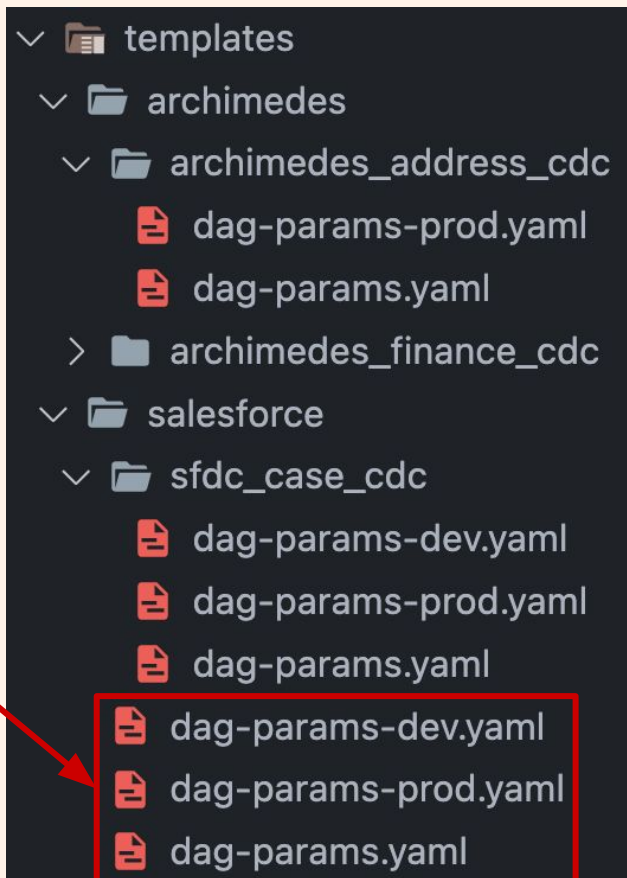 templates
archimedes
archimedes_address_cdc
dag-params-prod.yaml
dag-params.yaml
archimedes_finance_cdc
salesforce
sfdc_case_cdc
dag-params-dev.yaml
dag-params-prod.yaml
dag-params.yaml
dag-params-dev.yaml
dag-params-prod.yaml
dag-params.yaml